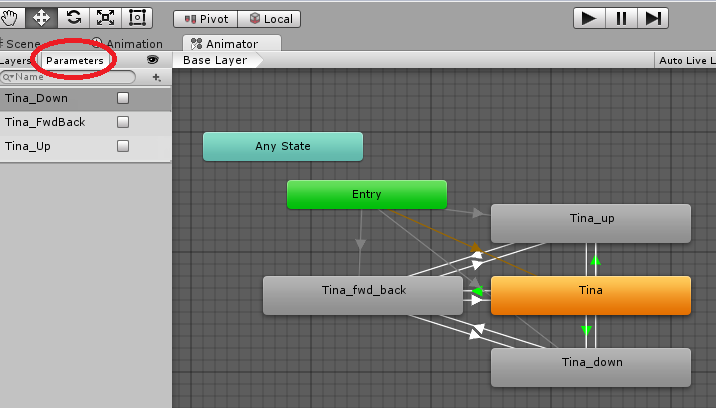 Pivot Local
Scene Animation Animator
Layers Parameters Base Layer Auto Live L
Name
Tina_Down
Tina_FwdBack
Tina_Up
Any State
Entry
Tina_up
Tina_fwd_back
Tina
Tina_down